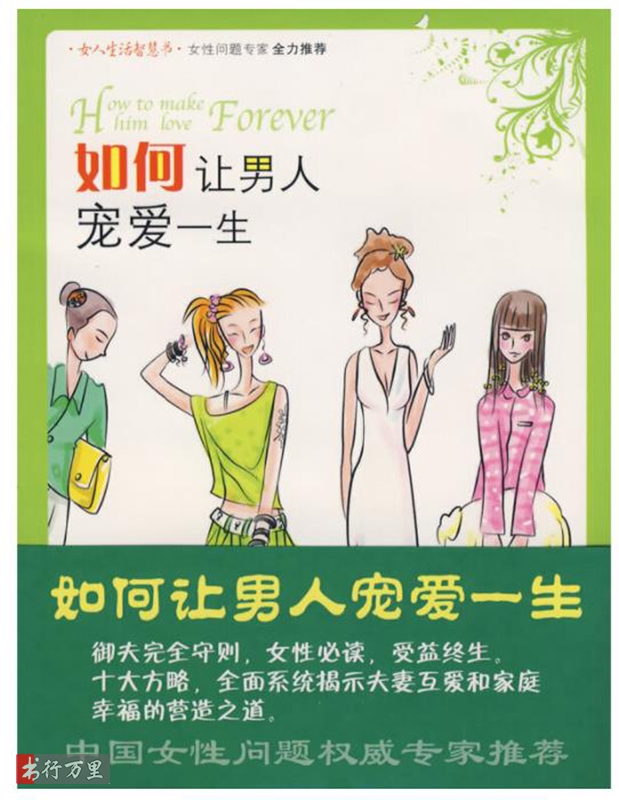 ·女人生活智慧书·女性问题专家 全力推荐
How to make
him love Forever
如何让男人
宠爱一生
如何让男人宠爱一生
御夫完全守则，女性必读，受益终生。
十大方略，全面系统揭示夫妻互爱和家庭
幸福的营造之道。
中国女性问题权威专家推荐
书行万里